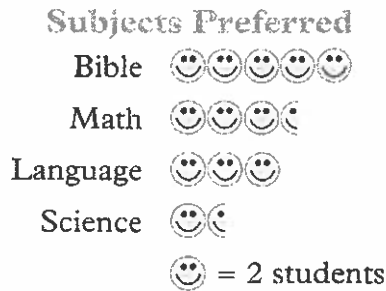 Subjects Preferred
Bible
Math
Language
Science
= 2 students